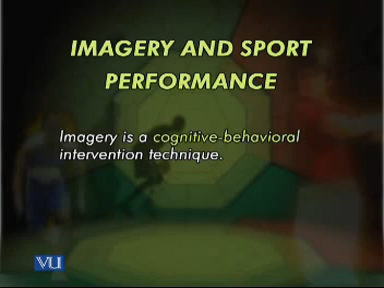 IMAGERY AND SPORT
PERFORMANCE
Imagery is a cognitive-behavioral
intervention technique.
VU